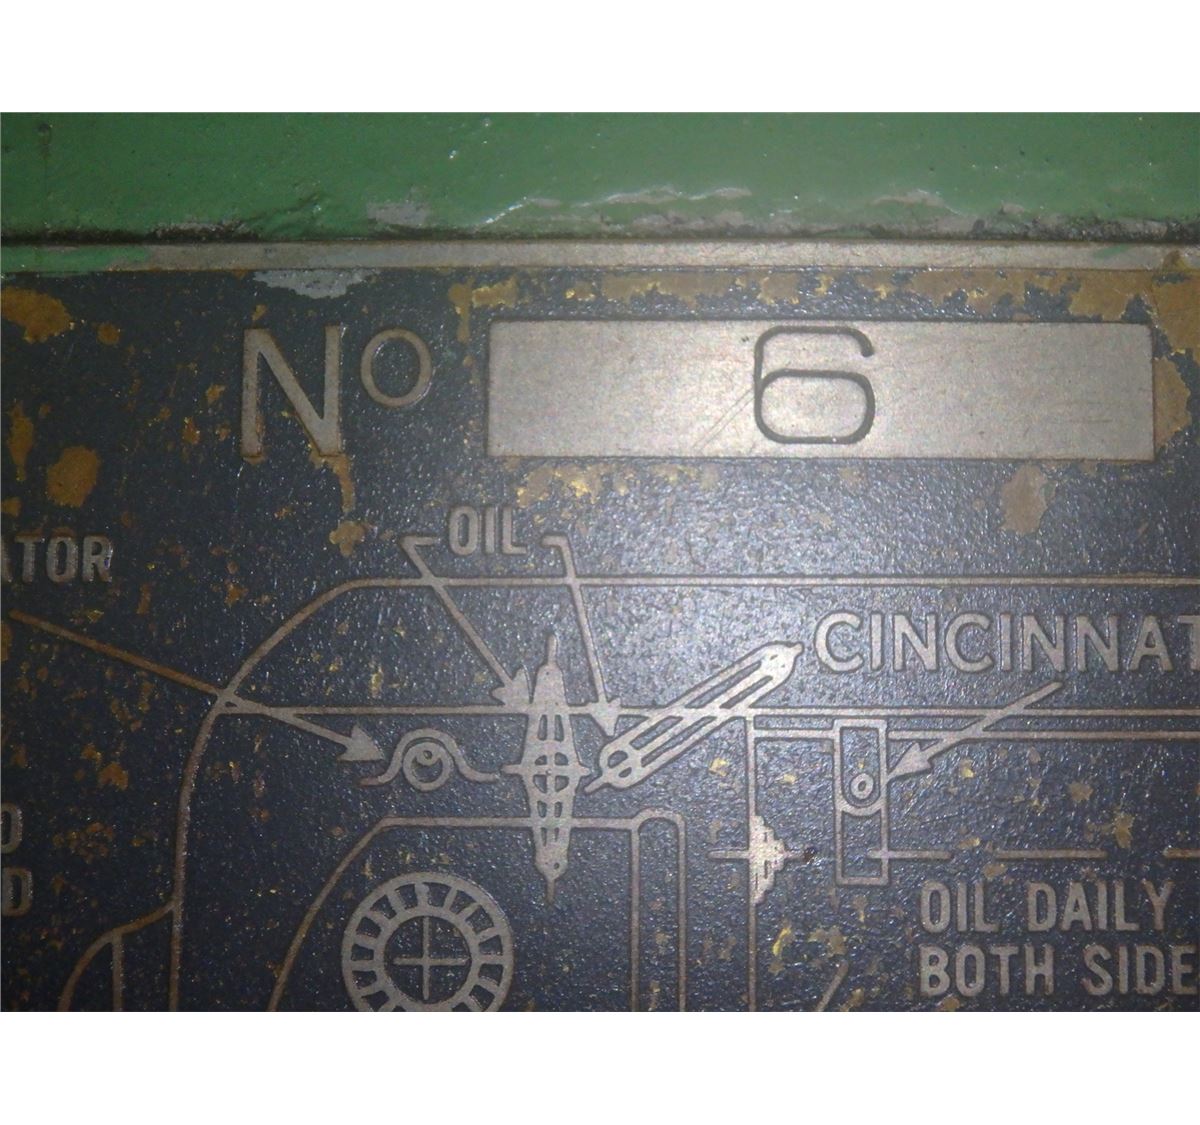 Nº 6
OIL
ATOR
CINCINNAT
OIL DAILY
BOTH SIDE
D